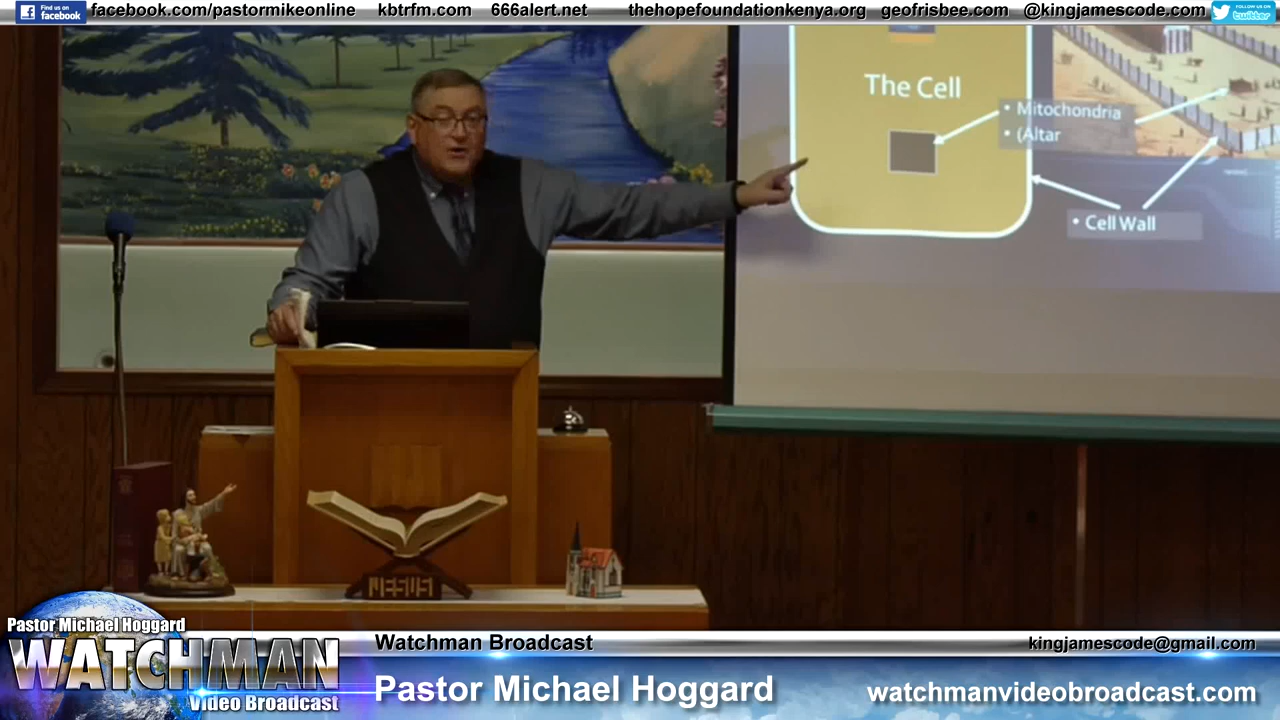 Find us on
facebook
facebook.com/pastormikeonline kbtrfm.cn 666alert.net thehopefoundationkenya.org geofrisbee.com @kingjamescode.com
FOLLOW US ON
twitter
The Cell
• Mitochondria
• (Altar
• Cell Wall
Pastor Michael Hoggard
WATCHMAN
Video Broadcast
Watchman Broadcast
kingjamescode@gmail.com
Pastor Michael Hoggard
watchmanvideobroadcast.com